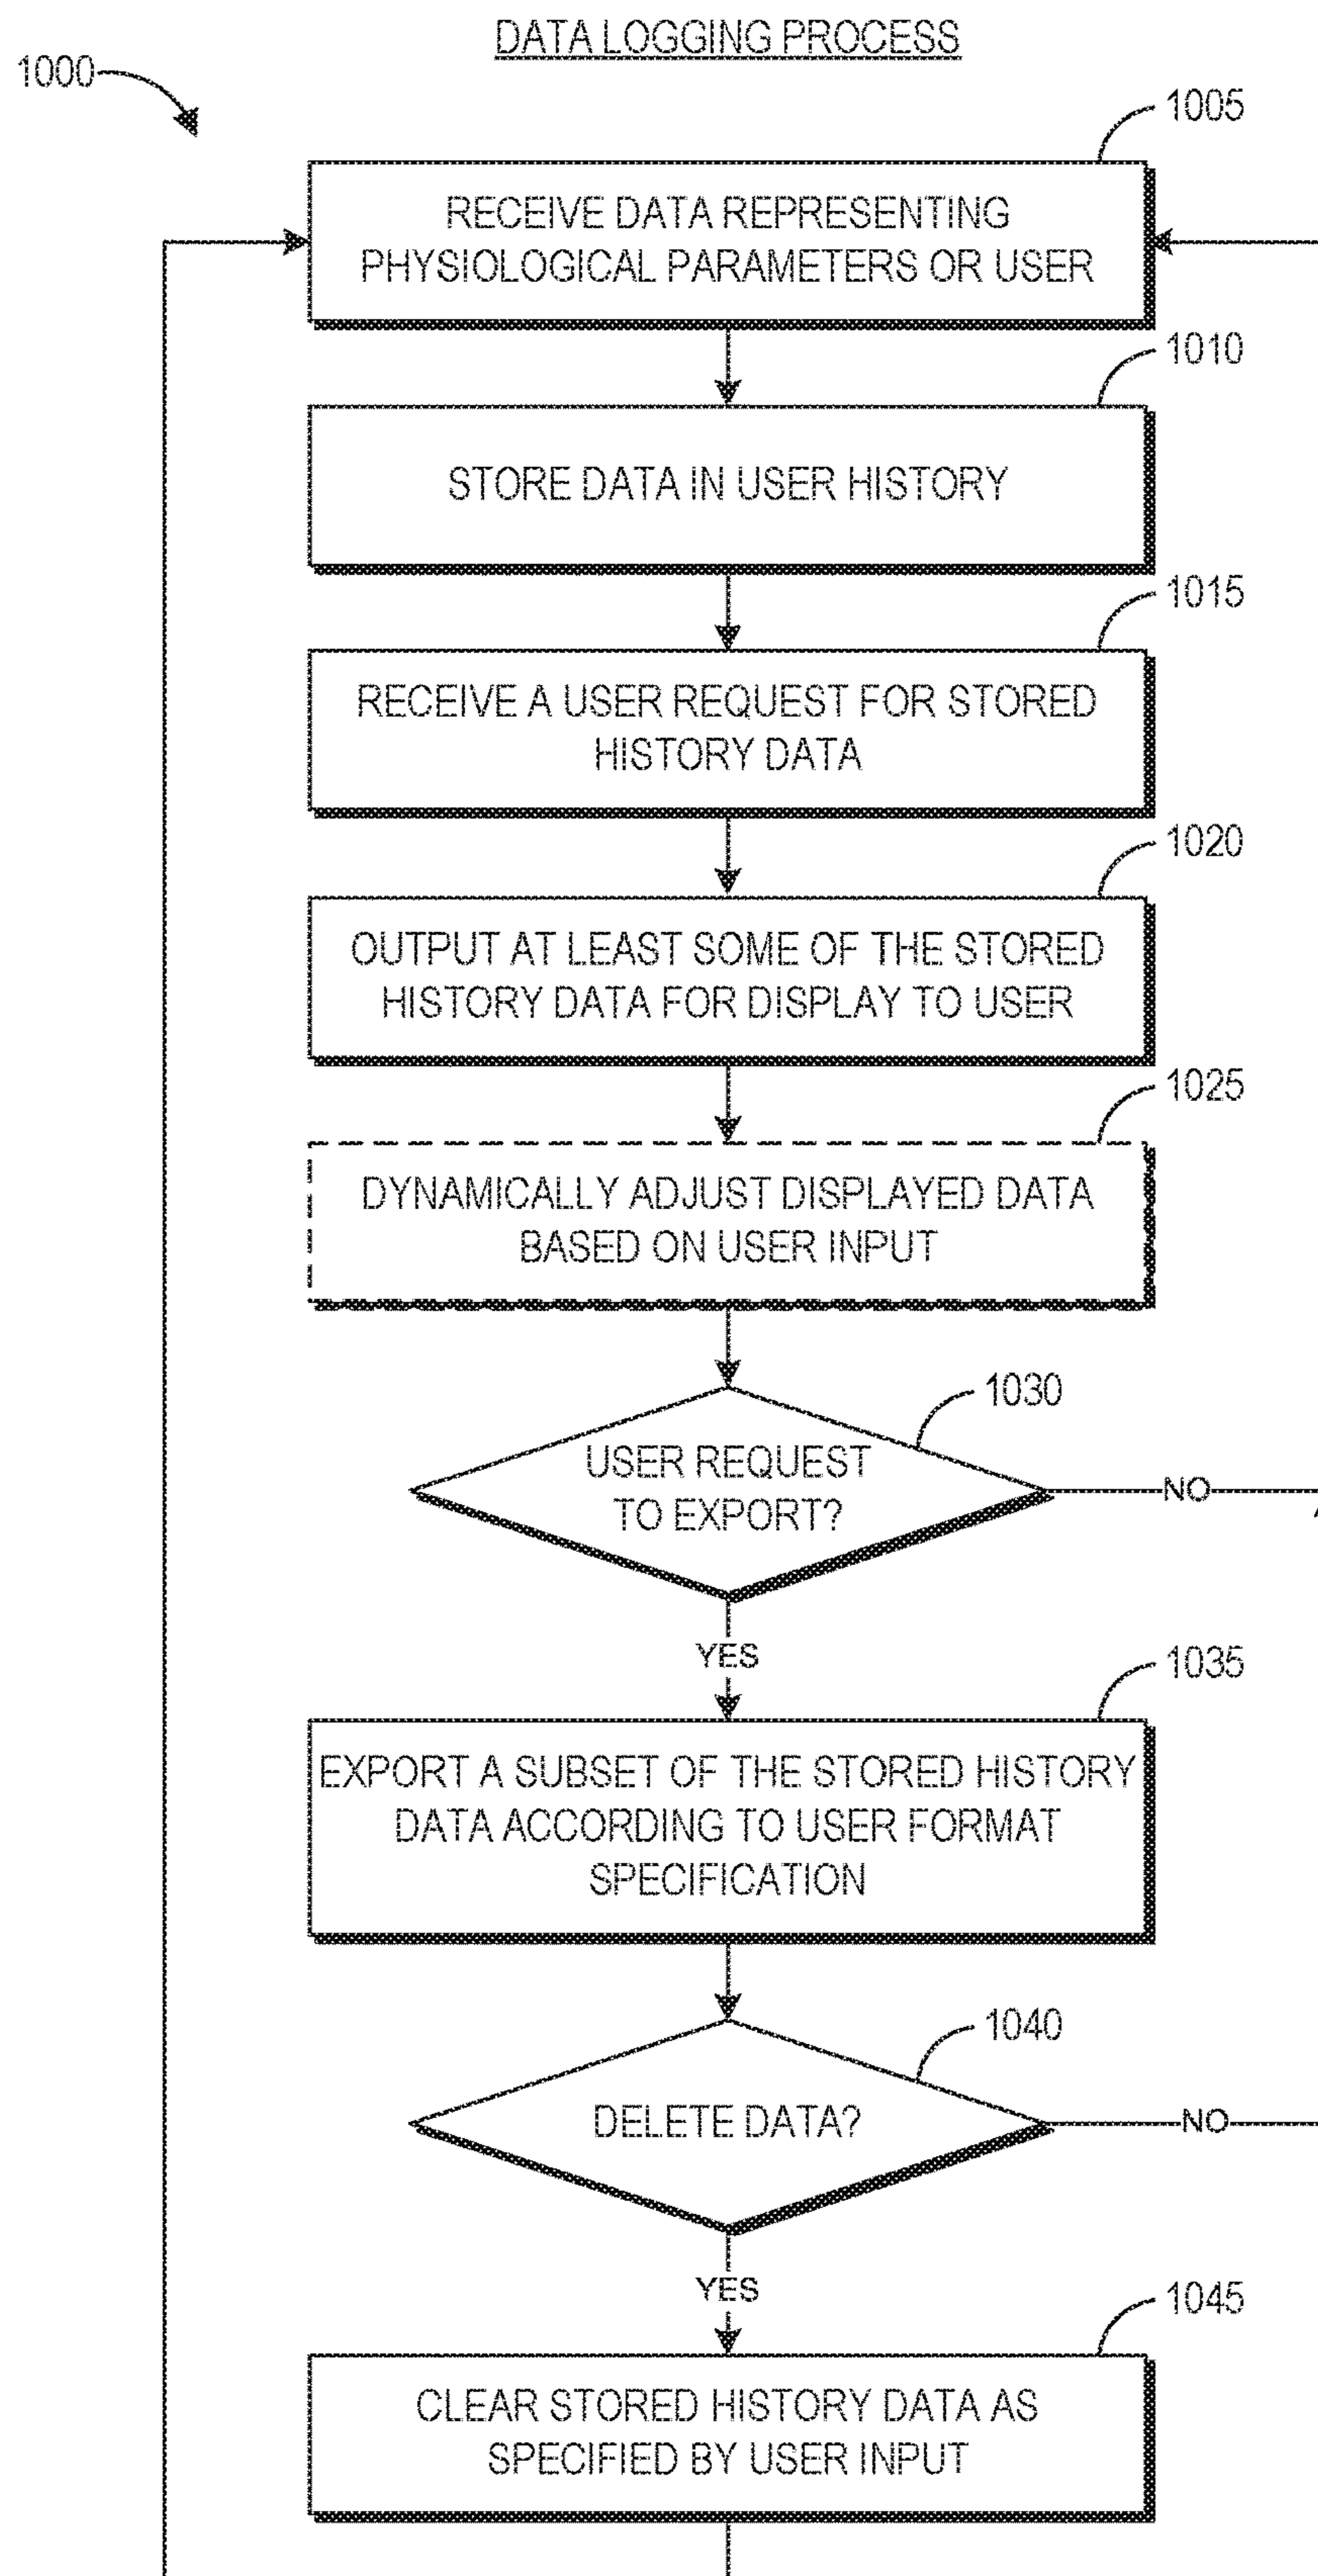 DATA LOGGING PROCESS
1000
1005
RECEIVE DATA REPRESENTING
PHYSIOLOGICAL PARAMETERS OR USER
1010
STORE DATA IN USER HISTORY
1015
RECEIVE A USER REQUEST FOR STORED
HISTORY DATA
1020
OUTPUT AT LEAST SOME OF THE STORED
HISTORY DATA FOR DISPLAY TO USER
1025
DYNAMICALLY ADJUST DISPLAYED DATA
BASED ON USER INPUT
1030
USER REQUEST
TO EXPORT?
NO
YES
1035
EXPORT A SUBSET OF THE STORED HISTORY
DATA ACCORDING TO USER FORMAT
SPECIFICATION
1040
DELETE DATA?
NO
YES
1045
CLEAR STORED HISTORY DATA AS
SPECIFIED BY USER INPUT